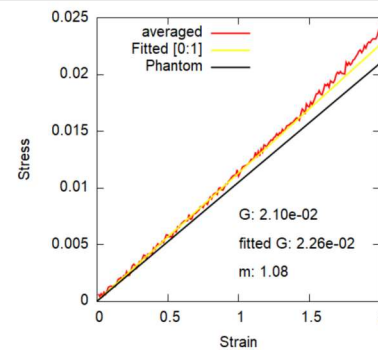 0.025
averaged
Fitted [0:1]
Phantom
0.02
0.015
Stress
0.01
G: 2.10e-02
0.005
fitted G: 2.26e-02
m: 1.08
0
0 0.5 1 1.5
Strain